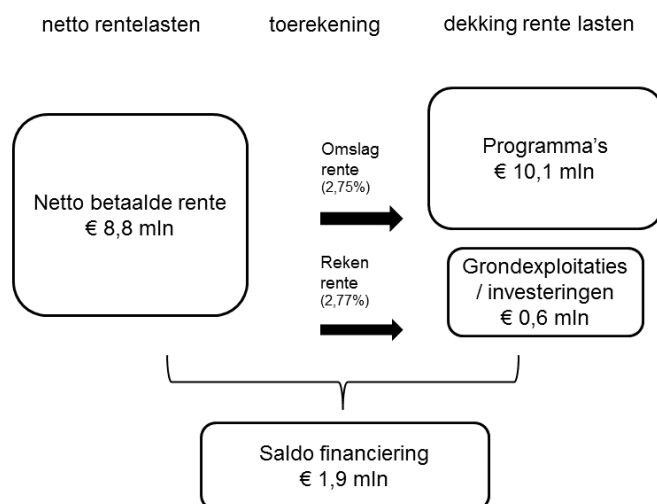 netto rentelasten
toerekening
dekking rente lasten
Netto betaalde rente
€ 8,8 mln
Omslag
rente
(2,75%)
Programma's
€ 10,1 mln
Reken
rente
(2,77%)
Grondexploitaties
/ investeringen
€ 0,6 mln
Saldo financiering
€ 1,9 mln